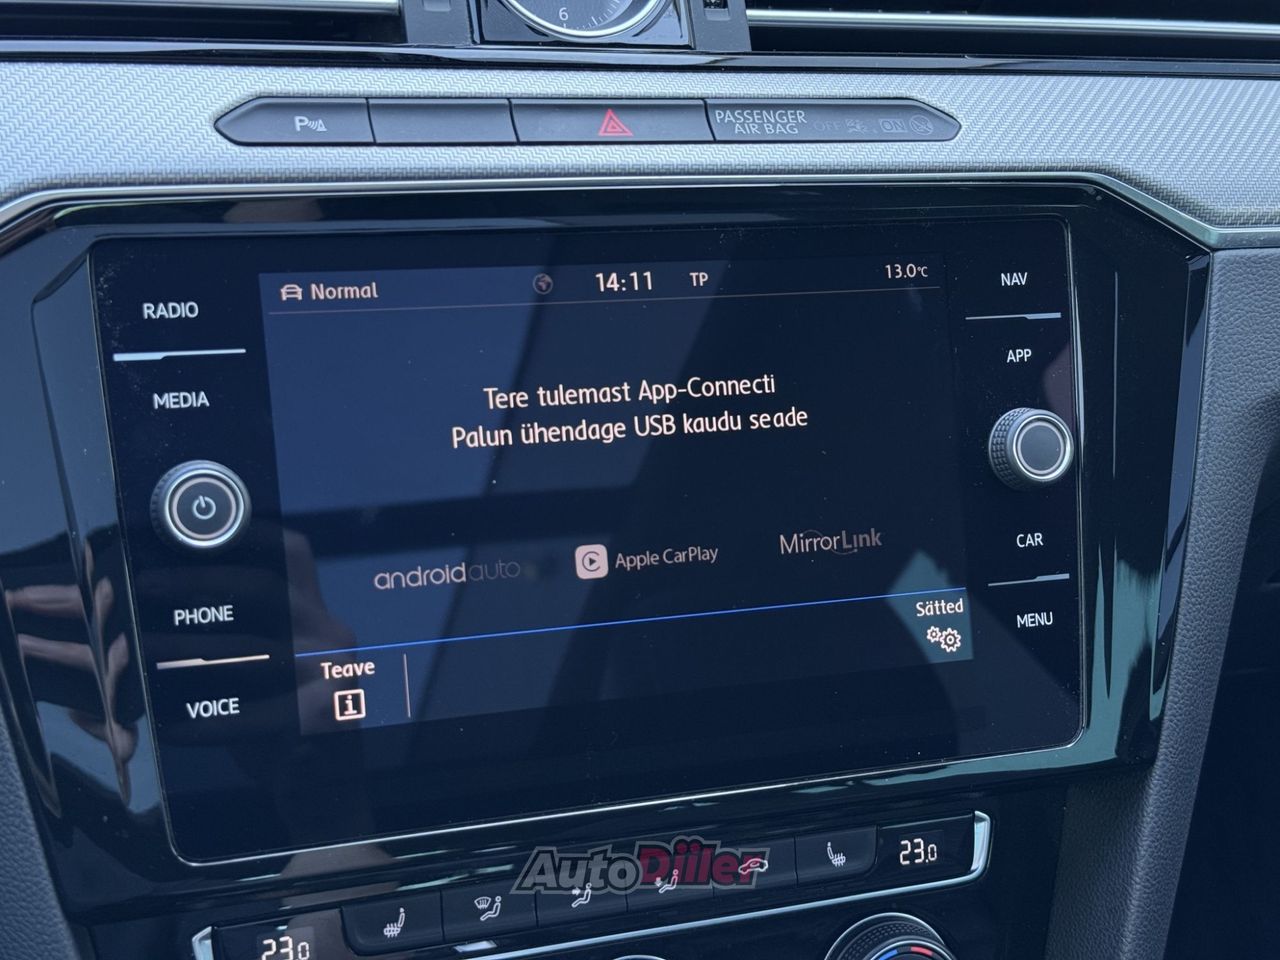 6
P
PASSENGER
AIR BAG
OFF
ON
RADIO
MEDIA
PHONE
VOICE
Normal
14:11
TP
13.0°C
Tere tulemast App-Connecti
Palun ühendage USB kaudu seade
androidauto
Apple CarPlay
MirrorLink
Teave
i
Sätted
NAV
APP
CAR
MENU
AutoDiiler
23.0
23.0